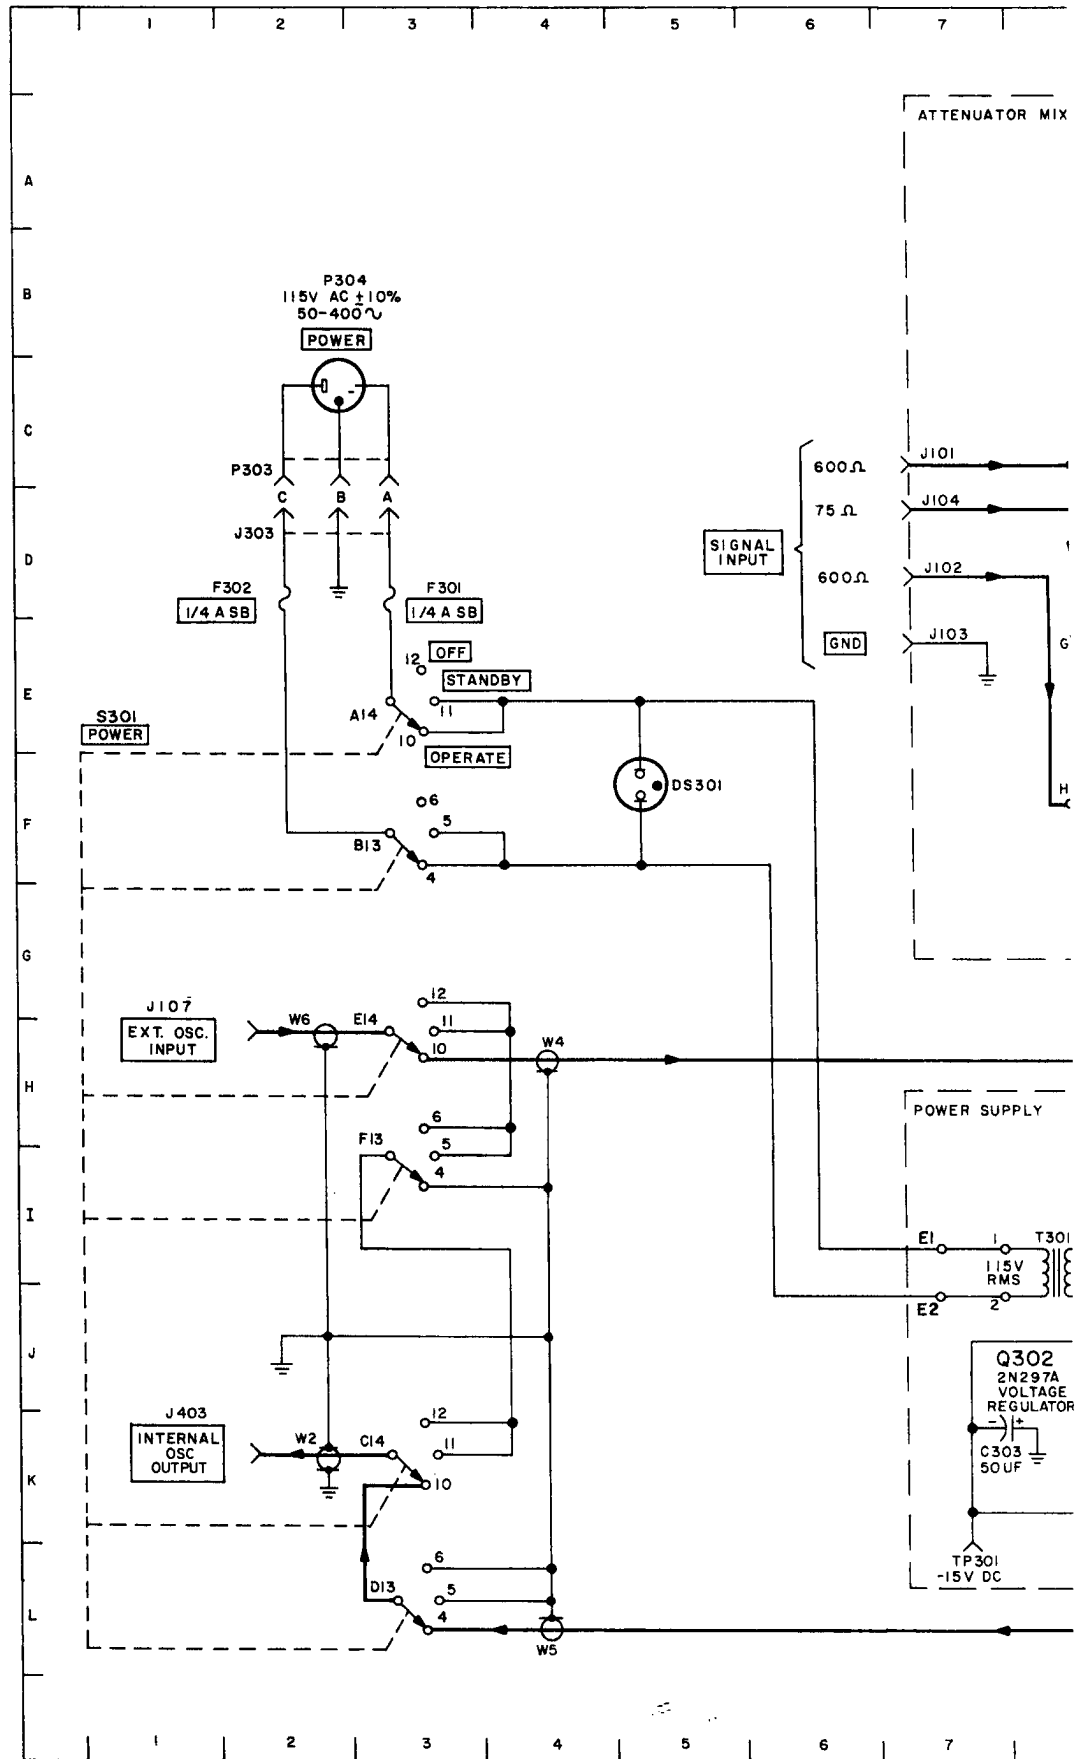 1 2 3 4 5 6 7
A
B
C
D
E
F
G
H
I
J
K
L
ATTENUATOR MIX
P304
115V AC ±10%
50-400∿
POWER
P303
C B A
J303
F302
1/4 A SB
F301
1/4 A SB
12 OFF
STANDBY
A14
11
10
OPERATE
S301
POWER
DS301
6
5
B13
4
600Ω
J101
75Ω
J104
SIGNAL
INPUT
600Ω
J102
GND
J103
G
H
J107
EXT. OSC.
INPUT
W6
E14
12
11
10
W4
6
F13
5
4
POWER SUPPLY
E1
1
T301
115V
RMS
E2
2
Q302
2N297A
VOLTAGE
REGULATOR
- +
C303
50UF
TP301
-15V DC
J403
INTERNAL
OSC
OUTPUT
W2
C14
12
11
10
6
D13
5
4
W5
1 2 3 4 5 6 7